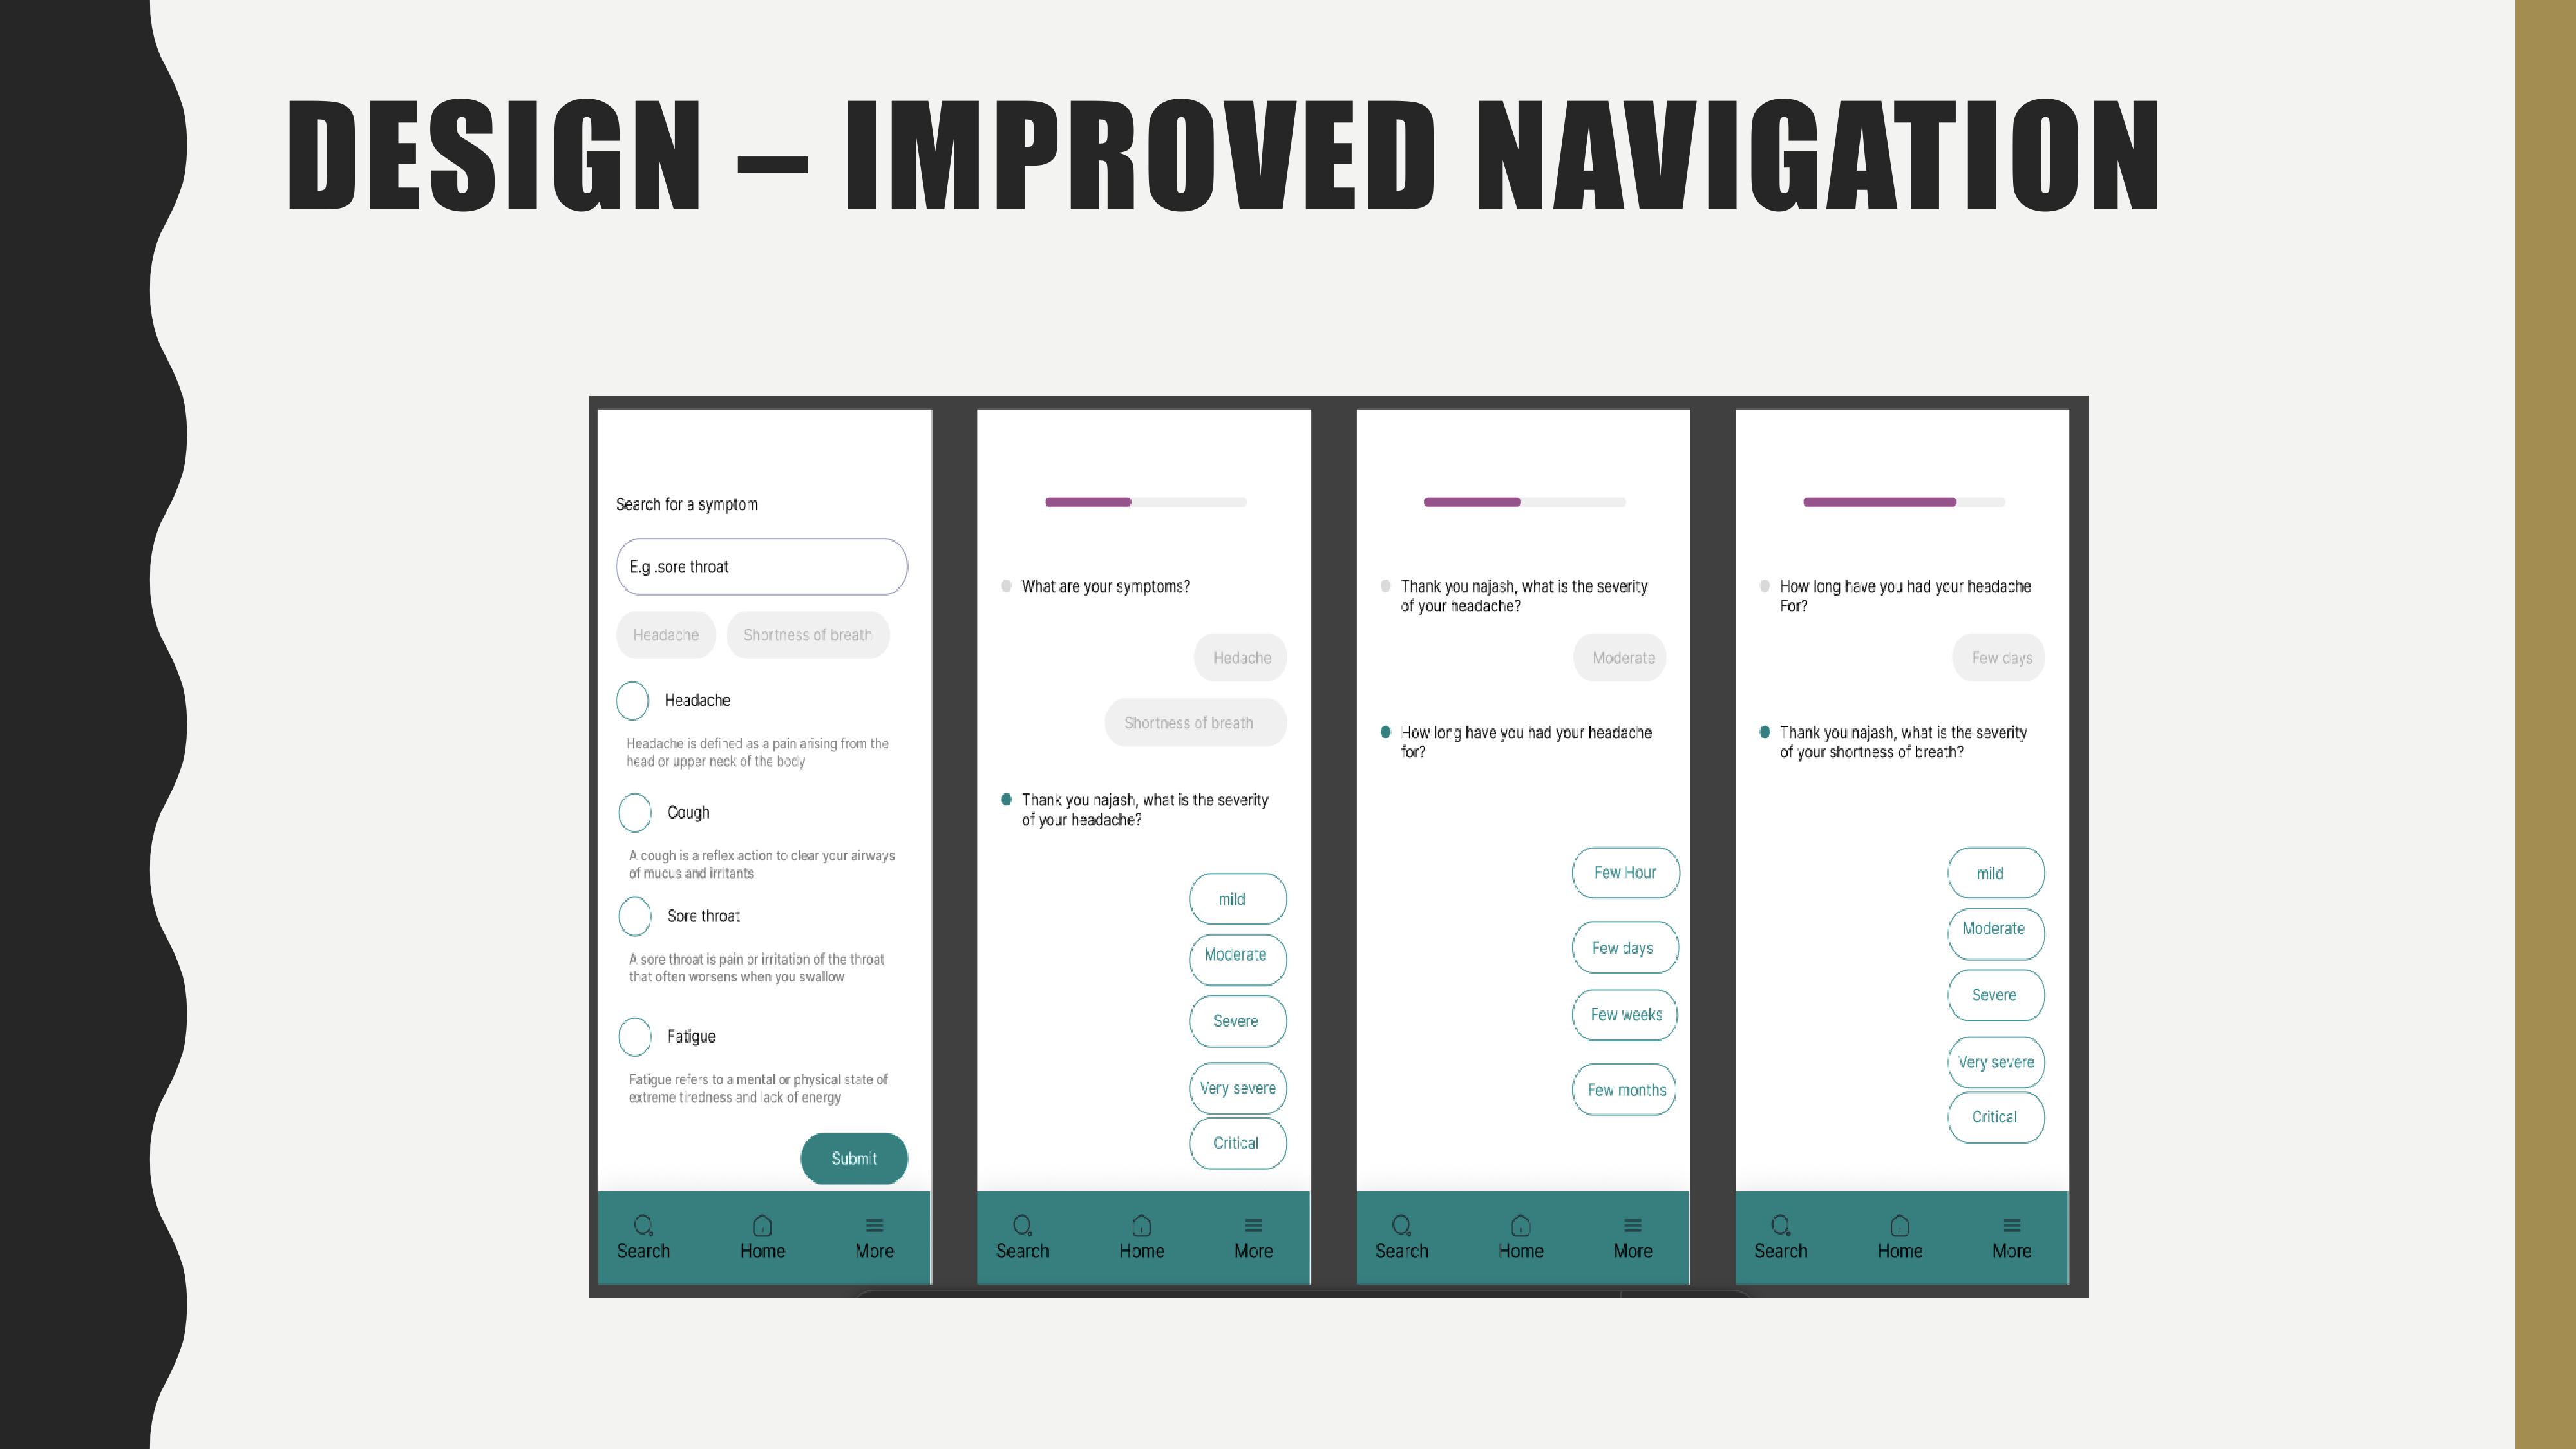 DESIGN – IMPROVED NAVIGATION
Search for a symptom
E.g .sore throat
Headache
Shortness of breath
Headache
Headache is defined as a pain arising from the
head or upper neck of the body
Cough
A cough is a reflex action to clear your airways
of mucus and irritants
Sore throat
A sore throat is pain or irritation of the throat
that often worsens when you swallow
Fatigue
Fatigue refers to a mental or physical state of
extreme tiredness and lack of energy
Submit
Search
Home
More
What are your symptoms?
Hedache
Shortness of breath
Thank you najash, what is the severity
of your headache?
mild
Moderate
Severe
Very severe
Critical
Search
Home
More
Thank you najash, what is the severity
of your headache?
Moderate
How long have you had your headache
for?
Few Hour
Few days
Few weeks
Few months
Search
Home
More
How long have you had your headache
For?
Few days
Thank you najash, what is the severity
of your shortness of breath?
mild
Moderate
Severe
Very severe
Critical
Search
Home
More